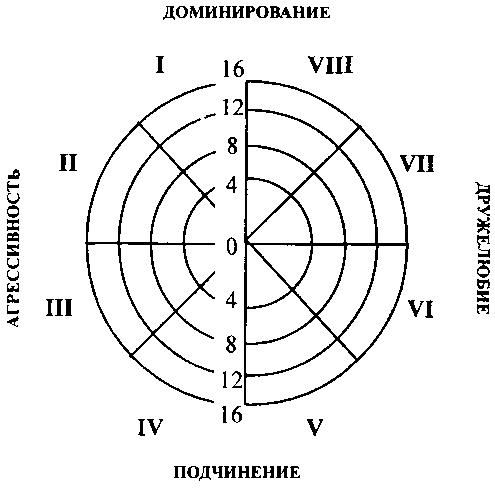 ДОМИНИРОВАНИЕ
I
16
VIII
12
II
8
VII
4
АГРЕССИВНОСТЬ
0
ДРУЖЕЛЮБИЕ
III
4
VI
8
12
16
IV
V
ПОДЧИНЕНИЕ